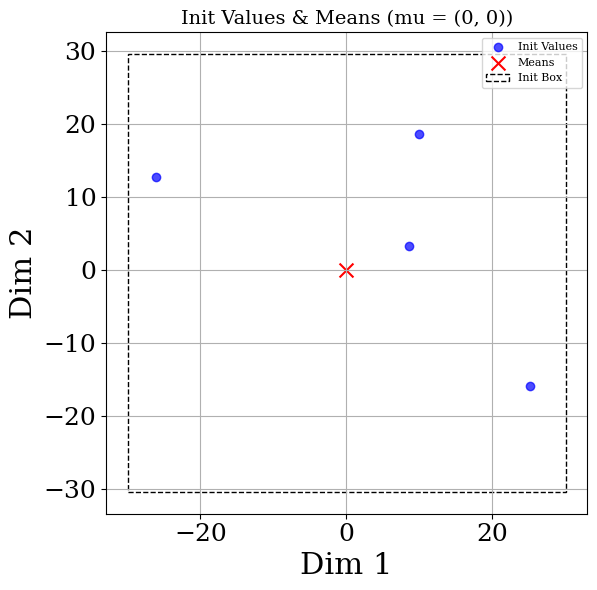 Init Values & Means (mu = (0, 0))
Init Values
Means
Init Box
30
20
10
0
−10
−20
−30
Dim 2
−20
0
20
Dim 1